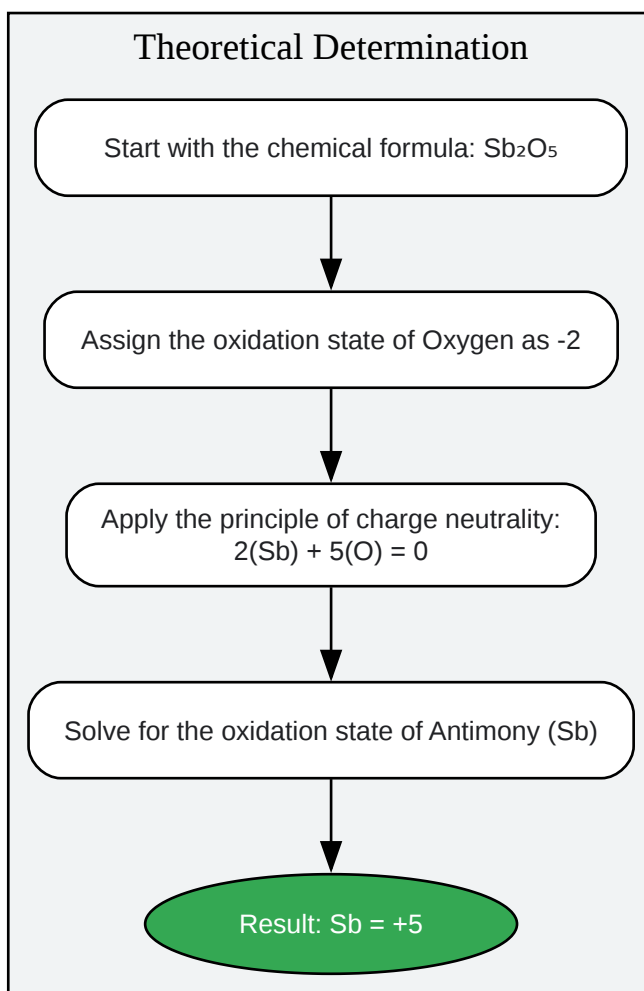 Theoretical Determination
Start with the chemical formula: Sb₂O₅
Assign the oxidation state of Oxygen as -2
Apply the principle of charge neutrality:
2(Sb) + 5(O) = 0
Solve for the oxidation state of Antimony (Sb)
Result: Sb = +5